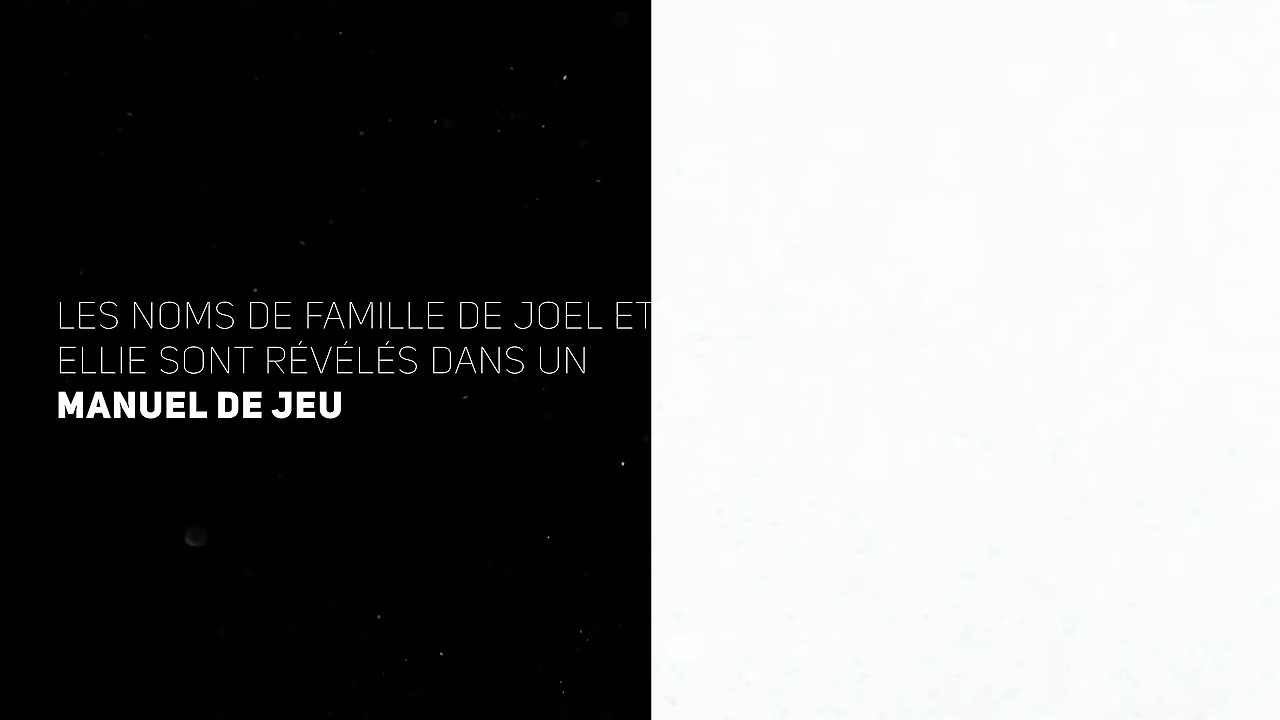 LES NOMS DE FAMILLE DE JOEL ET
ELLIE SONT RÉVÉLÉS DANS UN
MANUEL DE JEU